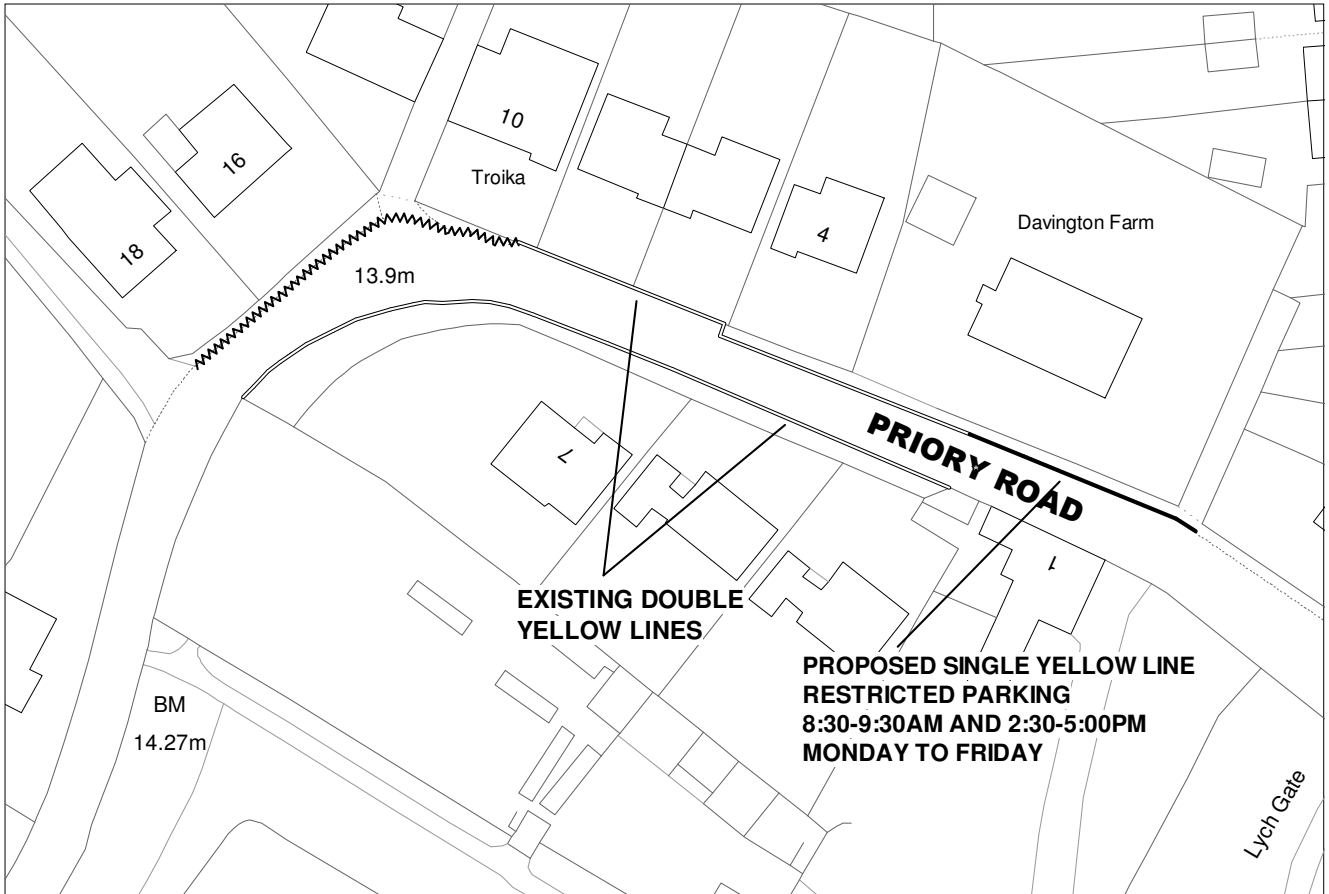 10
Troika
16
18
4
Davington Farm
13.9m
PRIORY ROAD
7
1
EXISTING DOUBLE
YELLOW LINES
PROPOSED SINGLE YELLOW LINE
RESTRICTED PARKING
8:30-9:30AM AND 2:30-5:00PM
MONDAY TO FRIDAY
BM
14.27m
Lych Gate